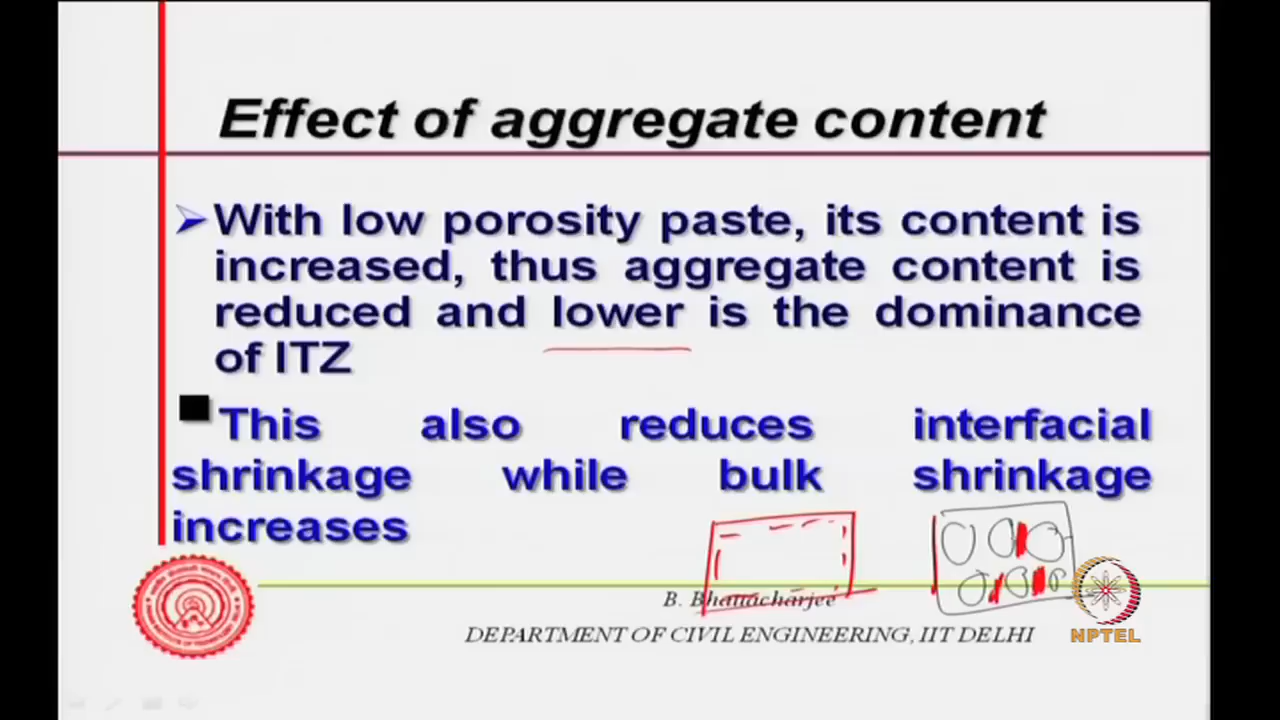 Effect of aggregate content
With low porosity paste, its content is
increased, thus aggregate content is
reduced and lower is the dominance
of ITZ
This also reduces interfacial
shrinkage while bulk shrinkage
increases
B. Bhattacharjee
DEPARTMENT OF CIVIL ENGINEERING, IIT DELHI
NPTEL